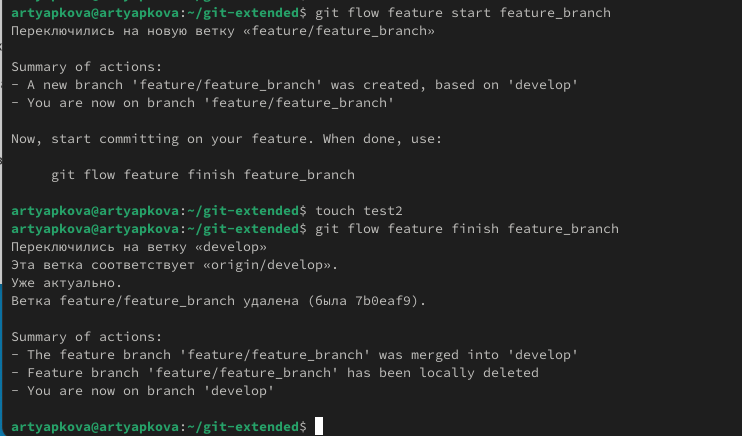 artyapkova@artyapkova:~/git-extended$ git flow feature start feature_branch
Переключились на новую ветку «feature/feature_branch»
Summary of actions:
- A new branch 'feature/feature_branch' was created, based on 'develop'
- You are now on branch 'feature/feature_branch'
Now, start committing on your feature. When done, use:
git flow feature finish feature_branch
artyapkova@artyapkova:~/git-extended$ touch test2
artyapkova@artyapkova:~/git-extended$ git flow feature finish feature_branch
Переключились на ветку «develop»
Эта ветка соответствует «origin/develop».
Уже актуально.
Ветка feature/feature_branch удалена (была 7b0eaf9).
Summary of actions:
- The feature branch 'feature/feature_branch' was merged into 'develop'
- Feature branch 'feature/feature_branch' has been locally deleted
- You are now on branch 'develop'
artyapkova@artyapkova:~/git-extended$